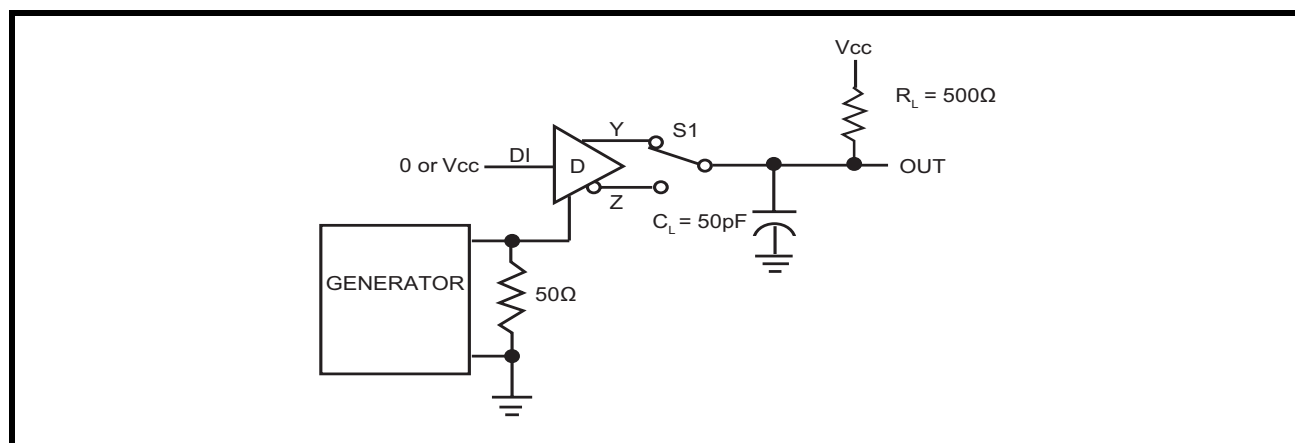 Vcc
R_L = 500Ω
Y
S1
0 or Vcc
DI
D
OUT
Z
C_L = 50pF
GENERATOR
50Ω